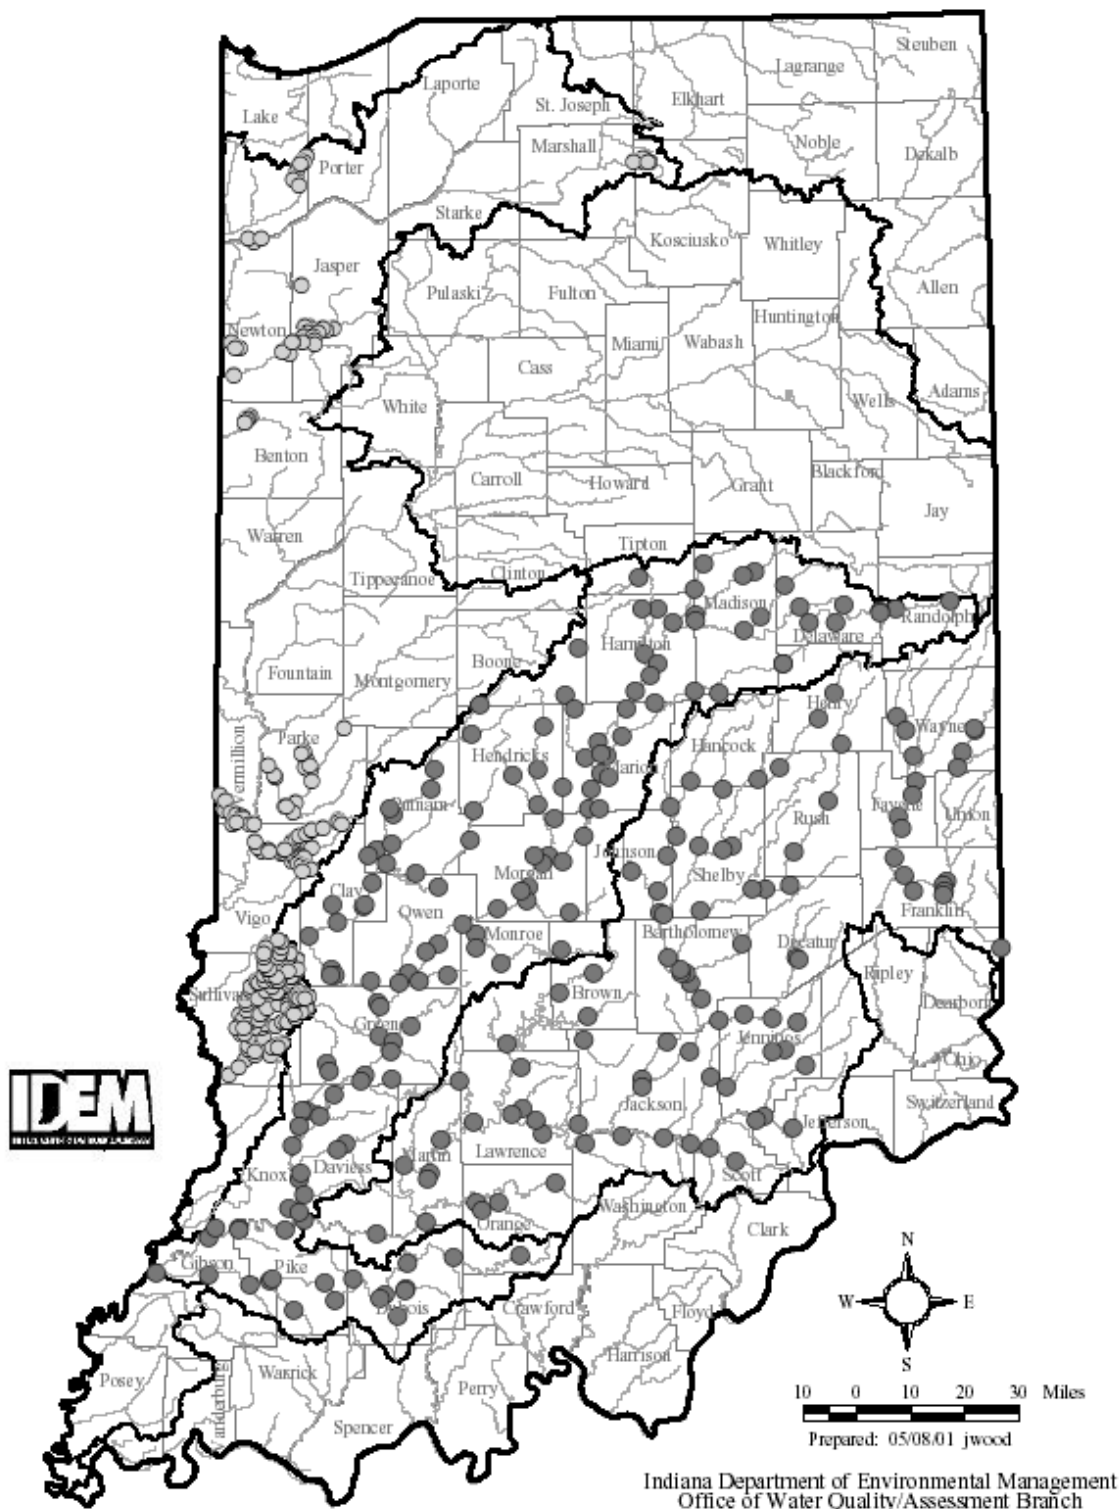 Steuben
Lagrange
Laporte
Elkhart
St. Joseph
Lake
Noble
Marshall
Dekalb
Porter
Starke
Kosciusko
Whitley
Jasper
Allen
Pulaski
Fulton
Huntington
Newton
Miami
Wabash
Cass
Adams
Wells
White
Benton
Blackford
Carroll
Howard
Grant
Jay
Warren
Tipton
Clinton
Tippecanoe
Madison
Randolph
Delaware
Hamilton
Boone
Fountain
Montgomery
Henry
Wayne
Parke
Vermillion
Hancock
Hendricks
Marion
Putnam
Fayette
Union
Rush
Johnson
Morgan
Shelby
Clay
Owen
Franklin
Vigo
Monroe
Bartholomew
Decatur
Ripley
Sullivan
Brown
Dearborn
Greene
Jennings
Ohio
IDEM
Jackson
Switzerland
Jefferson
Lawrence
Martin
Daviess
Knox
Scott
Washington
Orange
Clark
N
Gibson
Pike
W
E
Dubois
Crawford
Floyd
S
Harrison
Warrick
Posey
Perry
Vanderburgh
Spencer
10 0 10 20 30 Miles
Prepared: 05/08/01 jwood
Indiana Department of Environmental Management
Office of Water Quality/Assessment Branch